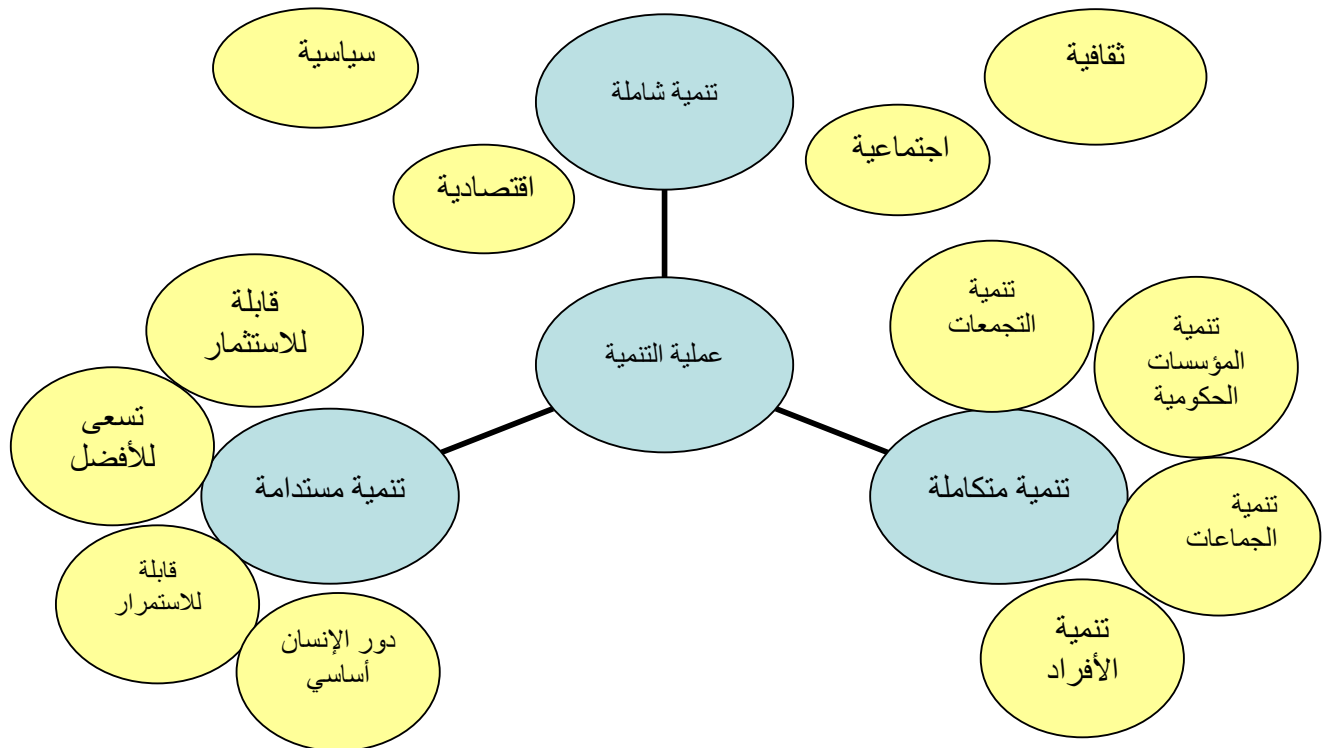 ثقافية
تنمية شاملة
سياسية
اجتماعية
اقتصادية
عملية التنمية
تنمية
التجمعات
تنمية
المؤسسات
الحكومية
تنمية متكاملة
تنمية
الجماعات
تنمية
الأفراد
قابلة
للاستثمار
تسعى
للأفضل
تنمية مستدامة
قابلة
للاستمرار
دور الإنسان
أساسي